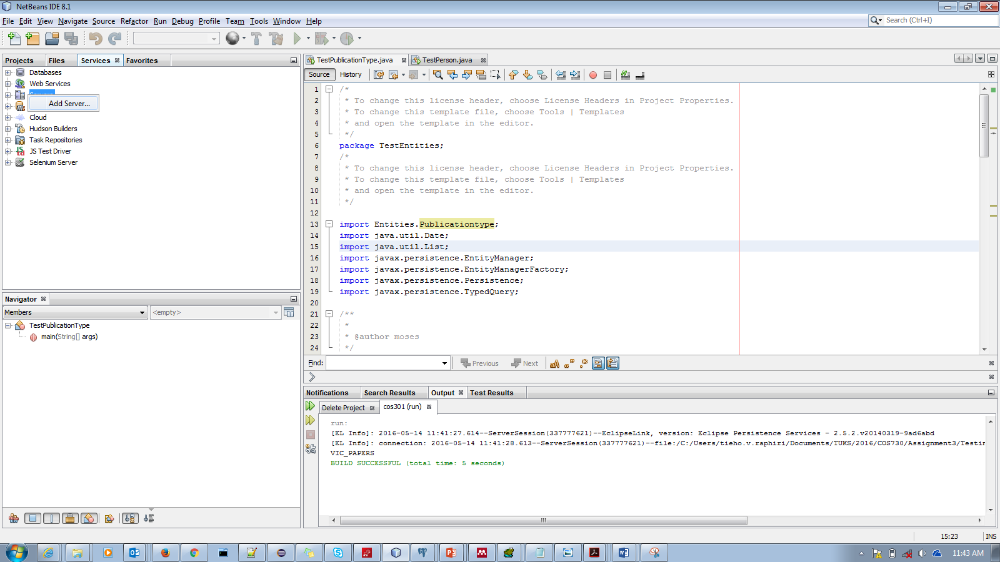 NetBeans IDE 8.1
File Edit View Navigate Source Refactor Run Debug Profile Team Tools Window Help
Search (Ctrl+I)
Projects Files Services Favorites
Databases
Web Services
Servers
Add Server...
Cloud
Hudson Builders
Task Repositories
JS Test Driver
Selenium Server
Navigator
Members
<empty>
TestPublicationType
main(String[] args)
TestPublicationType.java TestPerson.java
Source History
1 /*
2 * To change this license header, choose License Headers in Project Properties.
3 * To change this template file, choose Tools | Templates
4 * and open the template in the editor.
5 */
6 package TestEntities;
7 /*
8 * To change this license header, choose License Headers in Project Properties.
9 * To change this template file, choose Tools | Templates
10 * and open the template in the editor.
11 */
12
13 import Entities.Publicationtype;
14 import java.util.Date;
15 import java.util.List;
16 import javax.persistence.EntityManager;
17 import javax.persistence.EntityManagerFactory;
18 import javax.persistence.Persistence;
19 import javax.persistence.TypedQuery;
20
21 /**
22 *
23 * @author moses
24 */
Find: Previous Next
Notifications Search Results Output Test Results
Delete Project cos301 (run)
run:
[EL Info]: 2016-05-14 11:41:27.614--ServerSession(337777621)--EclipseLink, version: Eclipse Persistence Services - 2.5.2.v20140319-9ad6abd
[EL Info]: connection: 2016-05-14 11:41:28.613--ServerSession(337777621)--file:/C:/Users/tieho.v.raphiri/Documents/TUKS/2016/COS730/Assignment3/Testin
VIC_PAPERS
BUILD SUCCESSFUL (total time: 5 seconds)
15:23 INS
11:43 AM